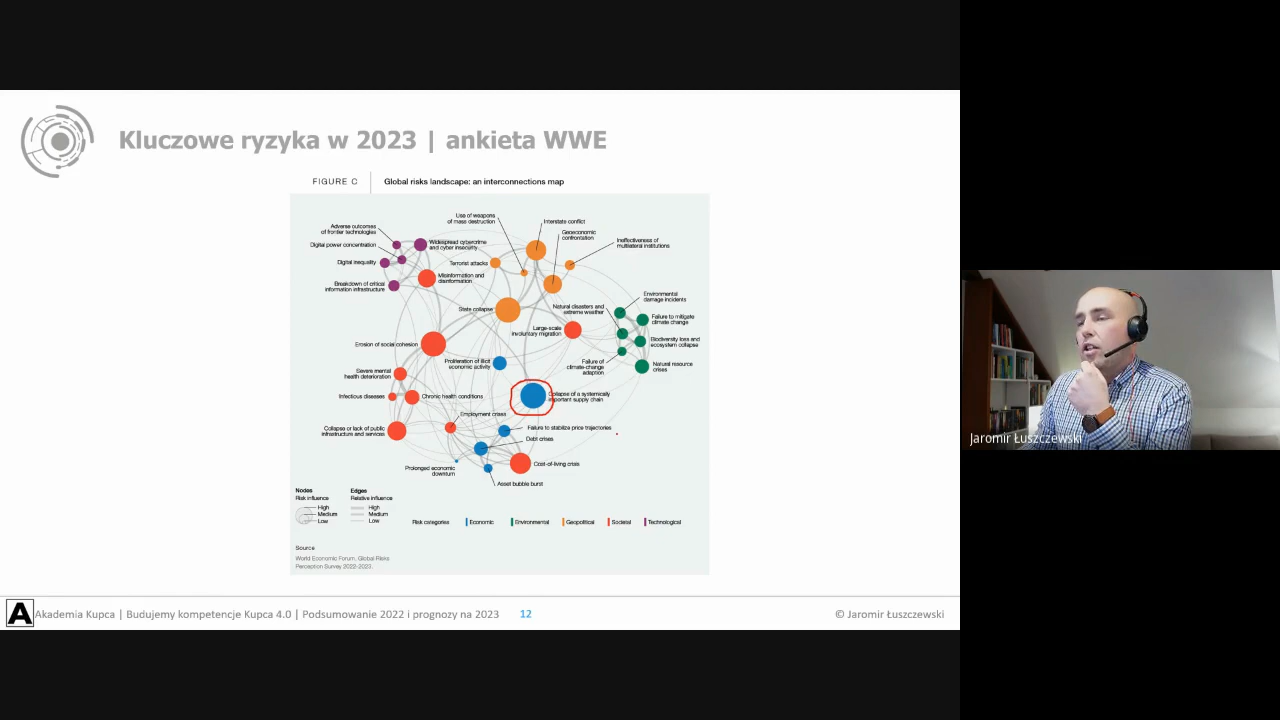 Kluczowe ryzyka w 2023 | ankieta WWE
FIGURE C
Global risks landscape: an interconnections map
Use of weapons
of mass destruction
Interstate conflict
Adverse outcomes
of frontier technologies
Geoeconomic
confrontation
Digital power concentration
Widespread cybercrime
and cyber insecurity
Ineffectiveness of
multilateral institutions
Digital inequality
Terrorist attacks
Misinformation and
disinformation
Breakdown of critical
information infrastructure
Environmental
damage incidents
State collapse
Natural disasters and
extreme weather
Failure to mitigate
climate change
Large-scale
involuntary migration
Erosion of social cohesion
Biodiversity loss and
ecosystem collapse
Proliferation of illicit
economic activity
Failure of
climate-change
adaption
Natural resource
crises
Severe mental
health deterioration
Infectious diseases
Chronic health conditions
Collapse of a systemically
important supply chain
Employment crises
Collapse or lack of public
infrastructure and services
Failure to stabilize price trajectories
Debt crises
Prolonged economic
downturn
Cost-of-living crisis
Asset bubble burst
Nodes
Risk influence
High
Medium
Low
Edges
Relative influence
High
Medium
Low
Risk categories
Economic
Environmental
Geopolitical
Societal
Technological
Source
World Economic Forum, Global Risks
Perception Survey 2022-2023.
A
Akademia Kupca | Budujemy kompetencje Kupca 4.0 | Podsumowanie 2022 i prognozy na 2023
12
© Jaromir Łuszczewski
Jaromir Łuszczewski